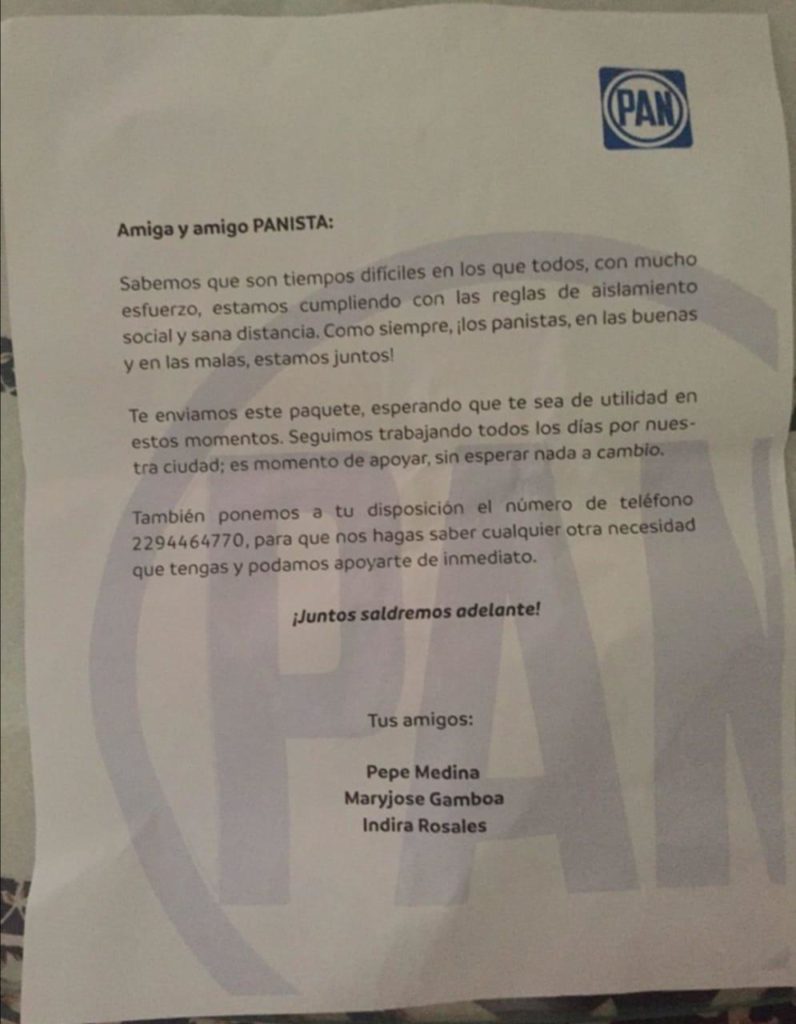 PAN
Amiga y amigo PANISTA:
Sabemos que son tiempos difíciles en los que todos, con mucho
esfuerzo, estamos cumpliendo con las reglas de aislamiento
social y sana distancia. Como siempre, ¡los panistas, en las buenas
y en las malas, estamos juntos!
Te enviamos este paquete, esperando que te sea de utilidad en
estos momentos. Seguimos trabajando todos los días por nues-
tra ciudad; es momento de apoyar, sin esperar nada a cambio.
También ponemos a tu disposición el número de teléfono
2294464770, para que nos hagas saber cualquier otra necesidad
que tengas y podamos apoyarte de inmediato.
¡Juntos saldremos adelante!
Tus amigos:
Pepe Medina
Maryjose Gamboa
Indira Rosales
PAN